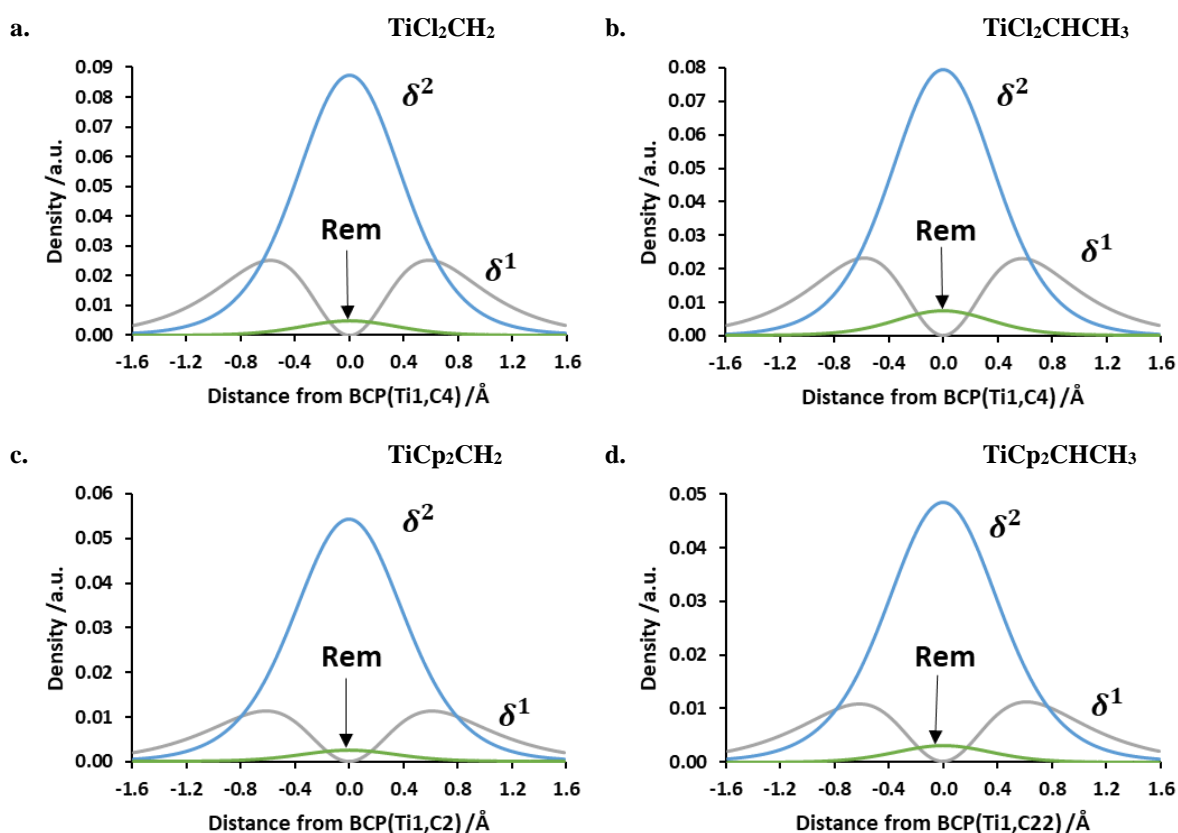 a. TiCl₂CH₂
0.09
0.08
0.07
0.06
0.05
0.04
0.03
0.02
0.01
0.00
Density /a.u.
δ²
Rem
δ¹
-1.6 -1.2 -0.8 -0.4 0.0 0.4 0.8 1.2 1.6
Distance from BCP(Ti1,C4) /Å
b. TiCl₂CHCH₃
0.08
0.07
0.06
0.05
0.04
0.03
0.02
0.01
0.00
Density /a.u.
δ²
Rem
δ¹
-1.6 -1.2 -0.8 -0.4 0.0 0.4 0.8 1.2 1.6
Distance from BCP(Ti1,C4) /Å
c. TiCp₂CH₂
0.06
0.05
0.04
0.03
0.02
0.01
0.00
Density /a.u.
δ²
Rem
δ¹
-1.6 -1.2 -0.8 -0.4 0.0 0.4 0.8 1.2 1.6
Distance from BCP(Ti1,C2) /Å
d. TiCp₂CHCH₃
0.05
0.04
0.03
0.02
0.01
0.00
Density /a.u.
δ²
Rem
δ¹
-1.6 -1.2 -0.8 -0.4 0.0 0.4 0.8 1.2 1.6
Distance from BCP(Ti1,C22) /Å